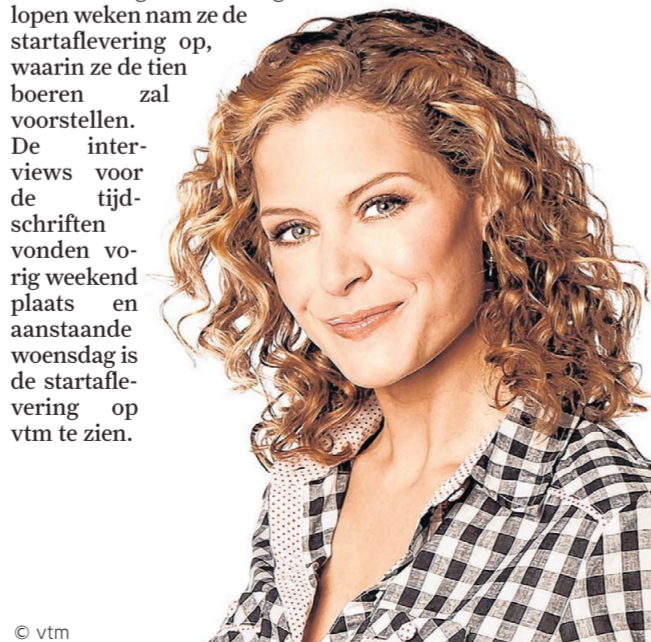 lopen weken nam ze de
startaflevering op,
waarin ze de tien
boeren zal
voorstellen.
De inter-
views voor
de tijd-
schriften
vonden vo-
rig weekend
plaats en
aanstaande
woensdag is
de startafle-
vering op
vtm te zien.
© vtm